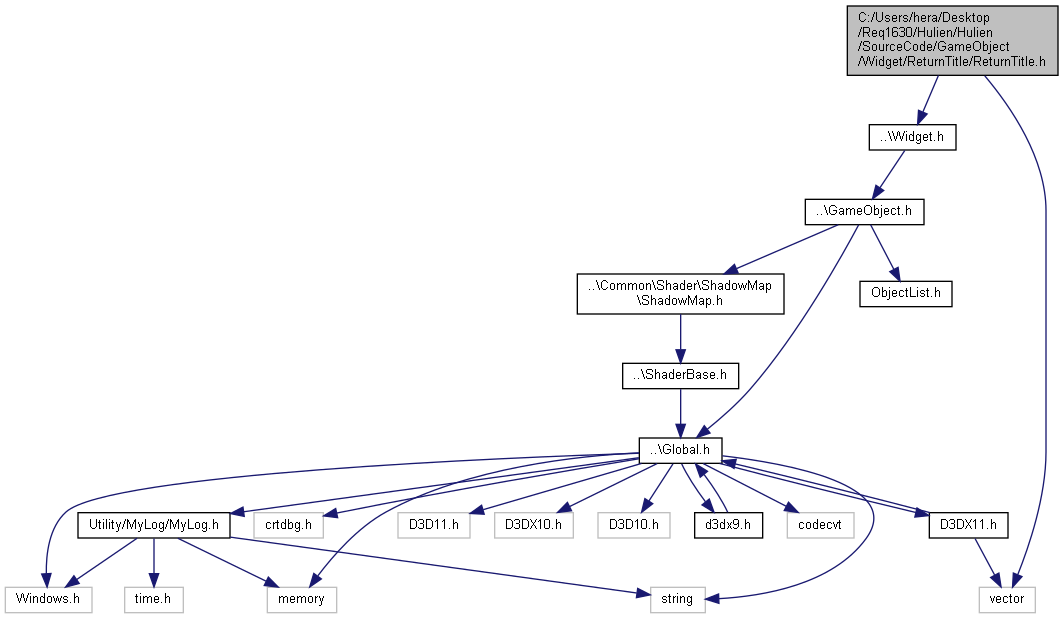 C:/Users/hera/Desktop
/Req1630/Hulien/Hulien
/SourceCode/GameObject
/Widget/ReturnTitle/ReturnTitle.h
..\Widget.h
..\GameObject.h
..\Common\Shader\ShadowMap
\ShadowMap.h
ObjectList.h
..\ShaderBase.h
..\Global.h
Utility/MyLog/MyLog.h
crtdbg.h
D3D11.h
D3DX10.h
D3D10.h
d3dx9.h
codecvt
D3DX11.h
Windows.h
time.h
memory
string
vector